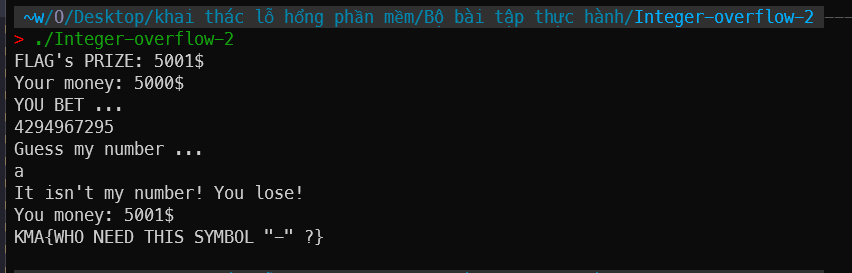 ~w/O/Desktop/khai thác lỗ hổng phần mềm/Bộ bài tập thực hành/Integer-overflow-2
> ./Integer-overflow-2
FLAG's PRIZE: 5001$
Your money: 5000$
YOU BET ...
4294967295
Guess my number ...
a
It isn't my number! You lose!
You money: 5001$
KMA{WHO NEED THIS SYMBOL "-" ?}